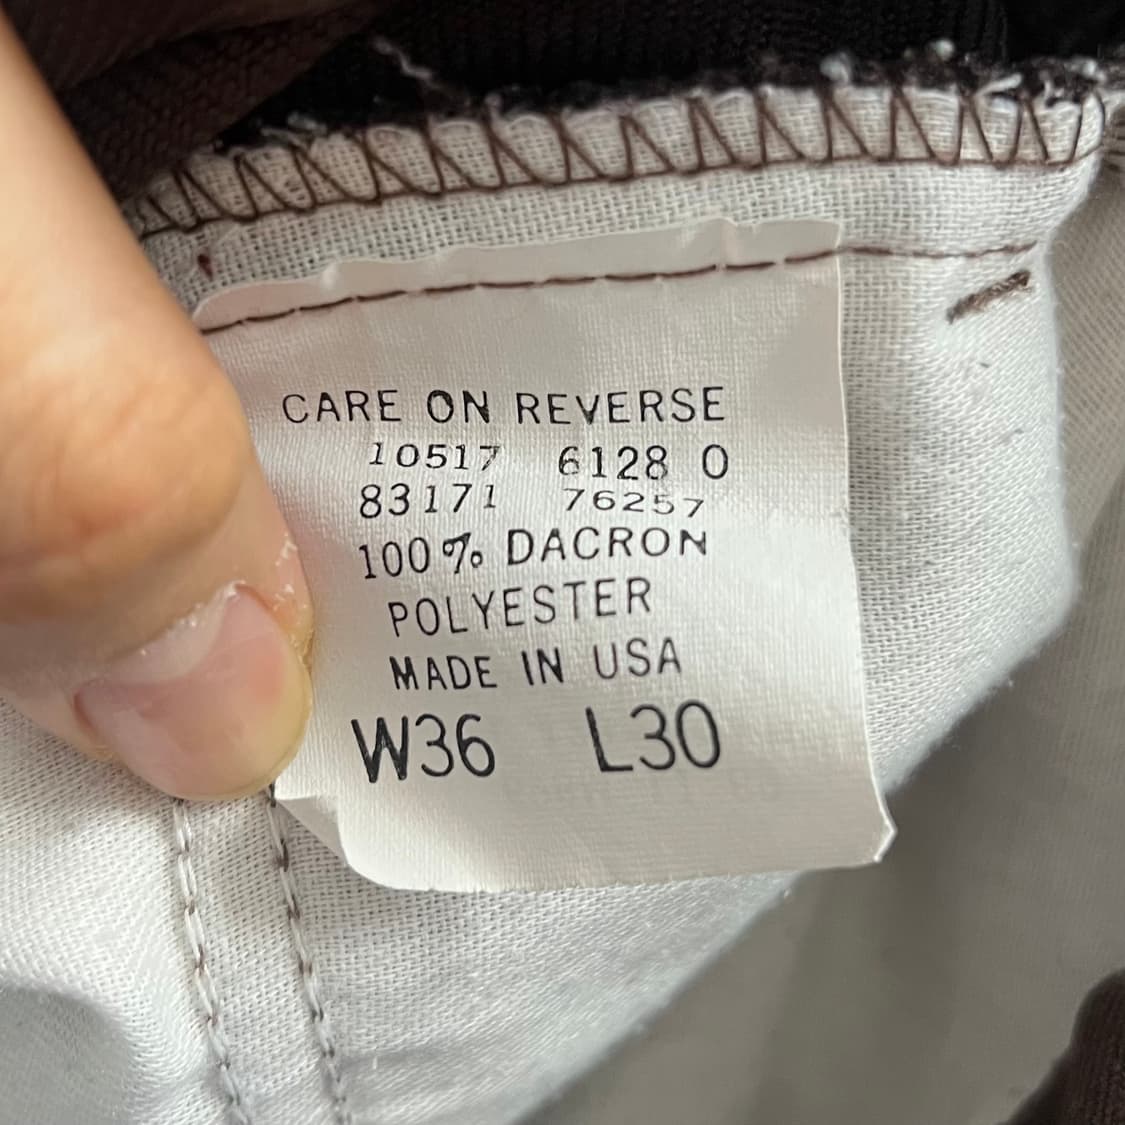 CARE ON REVERSE
10517 6128 0
83171 76257
100% DACRON
POLYESTER
MADE IN USA
W36 L30